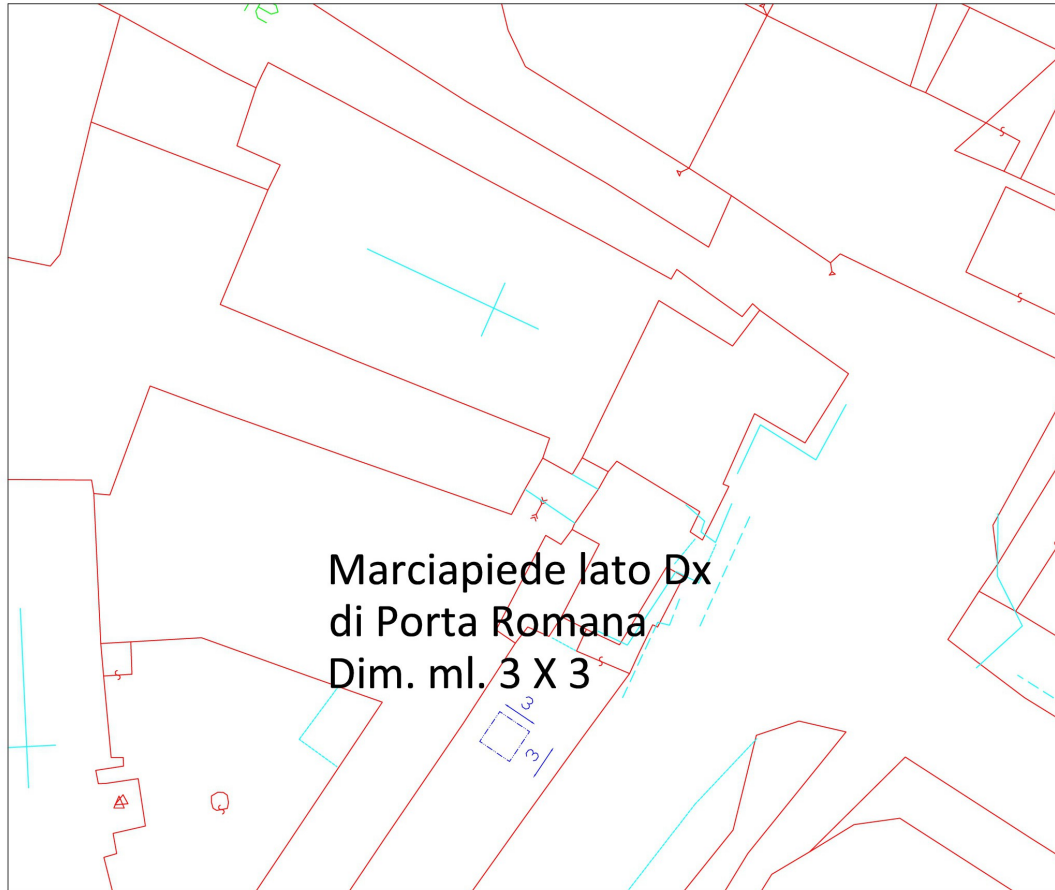 Marciapiede lato Dx
di Porta Romana
Dim. ml. 3 X 3
3
3